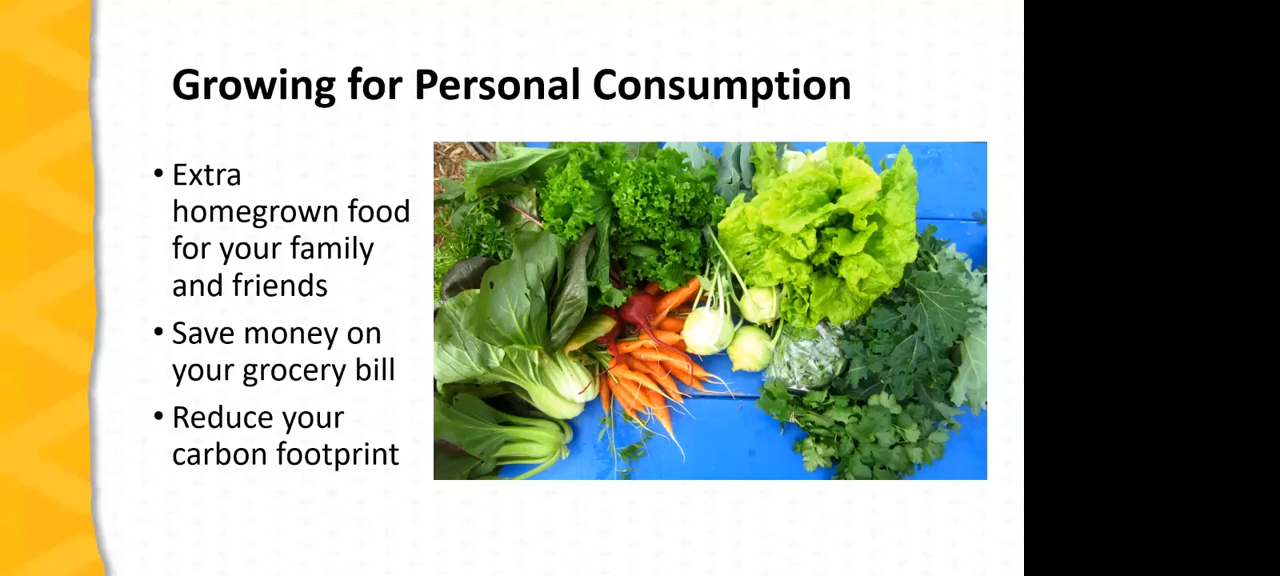 Growing for Personal Consumption
• Extra
homegrown food
for your family
and friends
• Save money on
your grocery bill
• Reduce your
carbon footprint